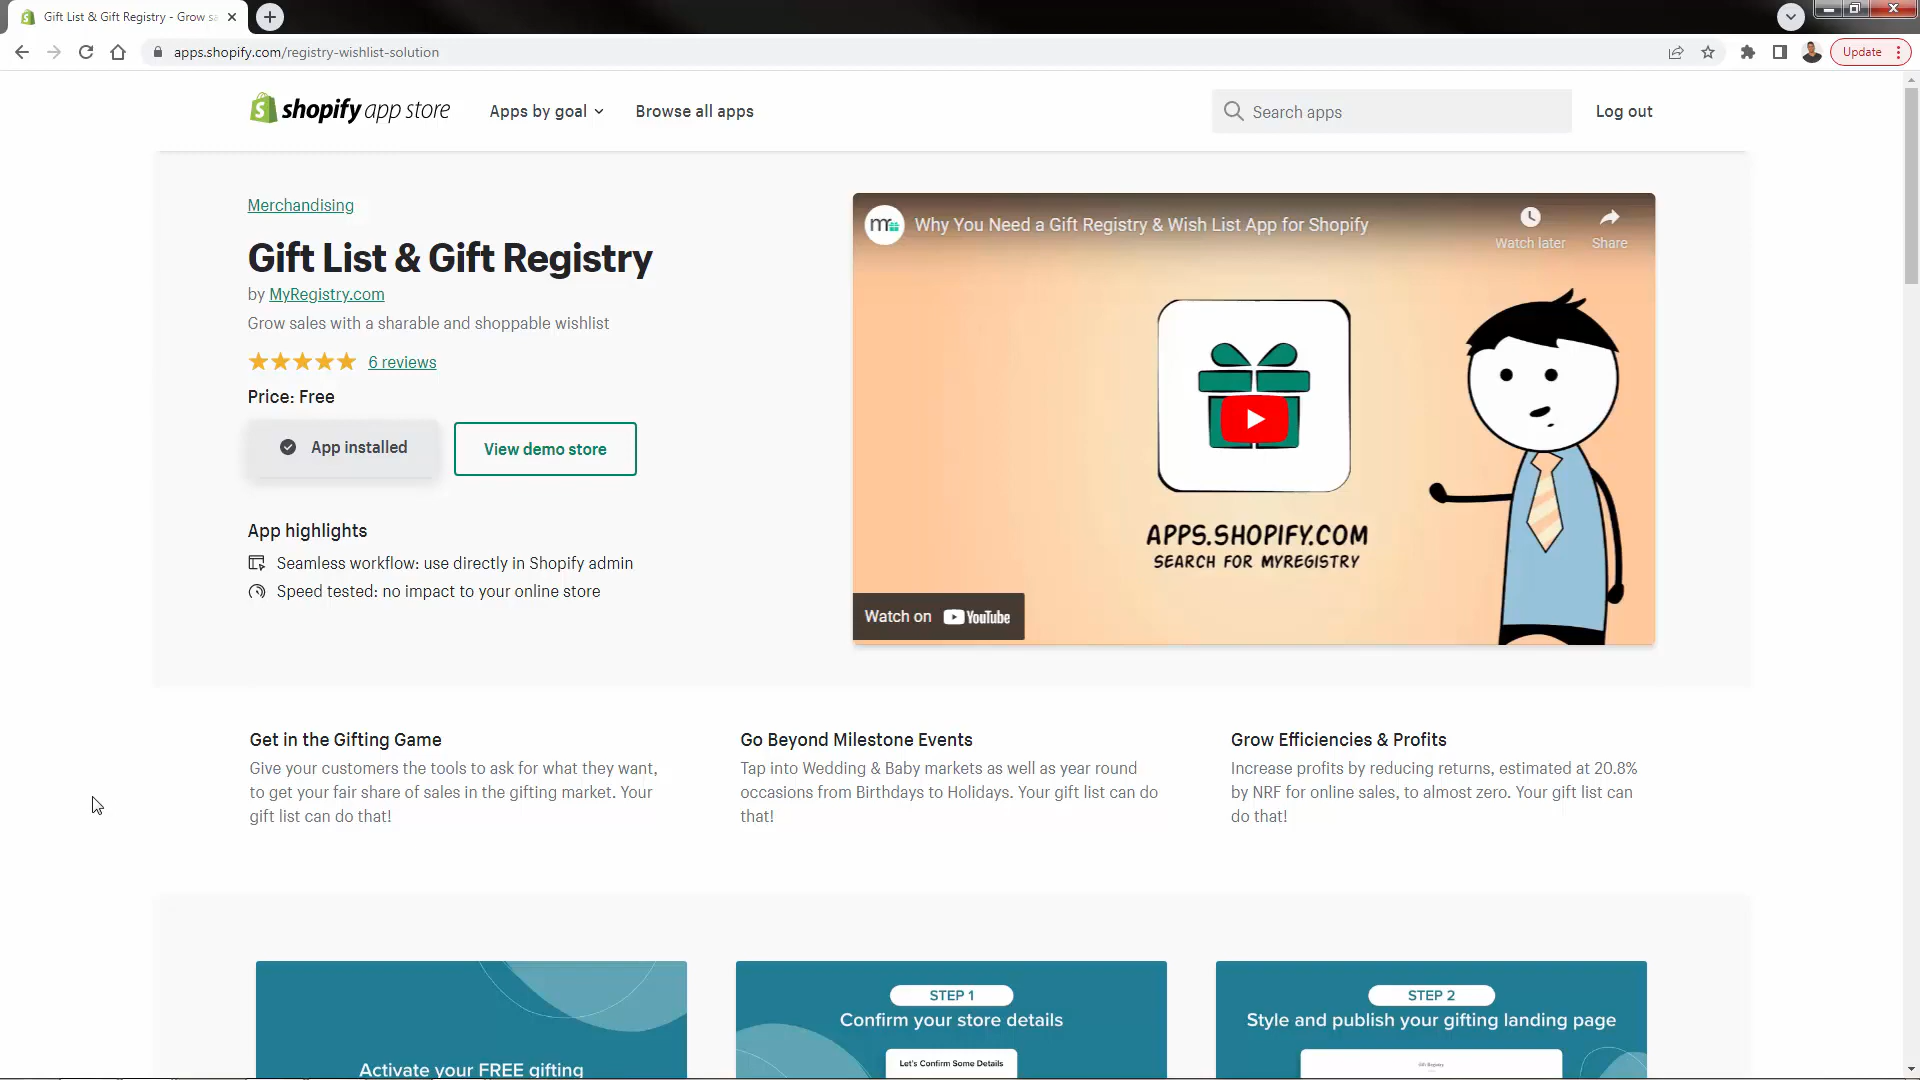 Gift List & Gift Registry - Grow sa
apps.shopify.com/registry-wishlist-solution
Update
shopify app store
Apps by goal
Browse all apps
Search apps
Log out
Merchandising
Gift List & Gift Registry
by MyRegistry.com
Grow sales with a sharable and shoppable wishlist
6 reviews
Price: Free
App installed
View demo store
App highlights
Seamless workflow: use directly in Shopify admin
Speed tested: no impact to your online store
mr
Why You Need a Gift Registry & Wish List App for Shopify
Watch later
Share
APPS.SHOPIFY.COM
SEARCH FOR MYREGISTRY
Watch on YouTube
Get in the Gifting Game
Give your customers the tools to ask for what they want,
to get your fair share of sales in the gifting market. Your
gift list can do that!
Go Beyond Milestone Events
Tap into Wedding & Baby markets as well as year round
occasions from Birthdays to Holidays. Your gift list can do
that!
Grow Efficiencies & Profits
Increase profits by reducing returns, estimated at 20.8%
by NRF for online sales, to almost zero. Your gift list can
do that!
Activate your FREE gifting
STEP 1
Confirm your store details
Let's Confirm Some Details
STEP 2
Style and publish your gifting landing page
Gift Registry